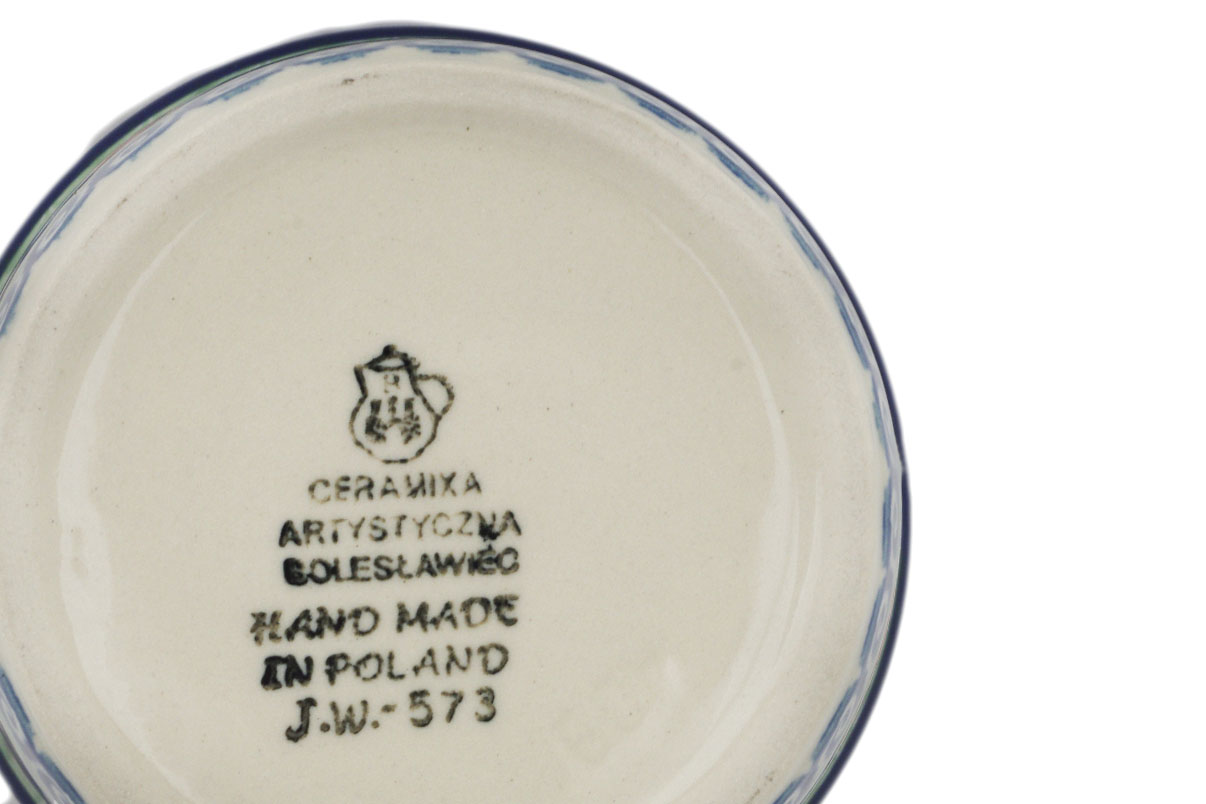 CERAMIKA
ARTYSTYCZNA
BOLESŁAWIEC
HAND MADE
IN POLAND
J.W.-573